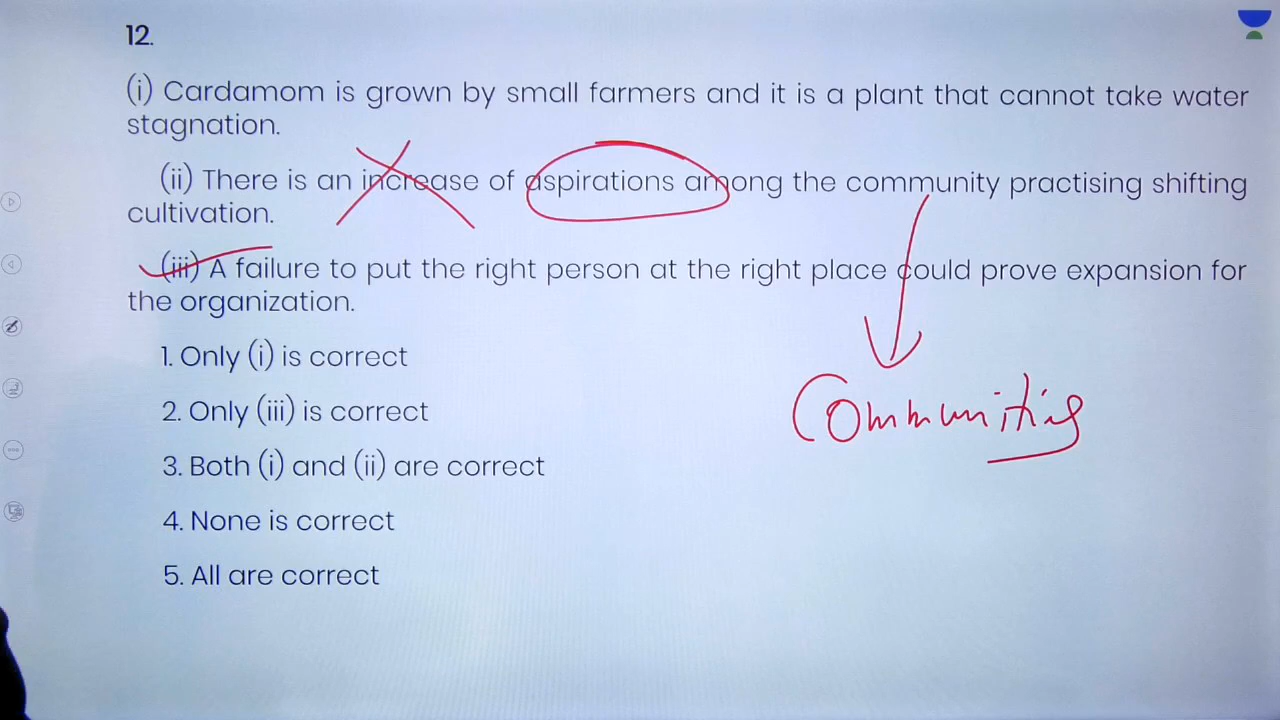 12.
(i) Cardamom is grown by small farmers and it is a plant that cannot take water
stagnation.
(ii) There is an increase of aspirations among the community practising shifting
cultivation.
(iii) A failure to put the right person at the right place could prove expansion for
the organization.
1. Only (i) is correct
2. Only (iii) is correct
Communities
3. Both (i) and (ii) are correct
4. None is correct
5. All are correct